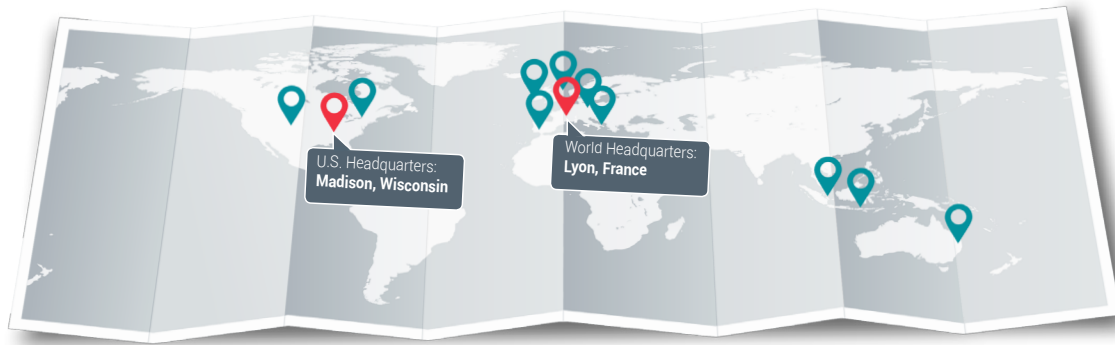 U.S. Headquarters:
Madison, Wisconsin
World Headquarters:
Lyon, France